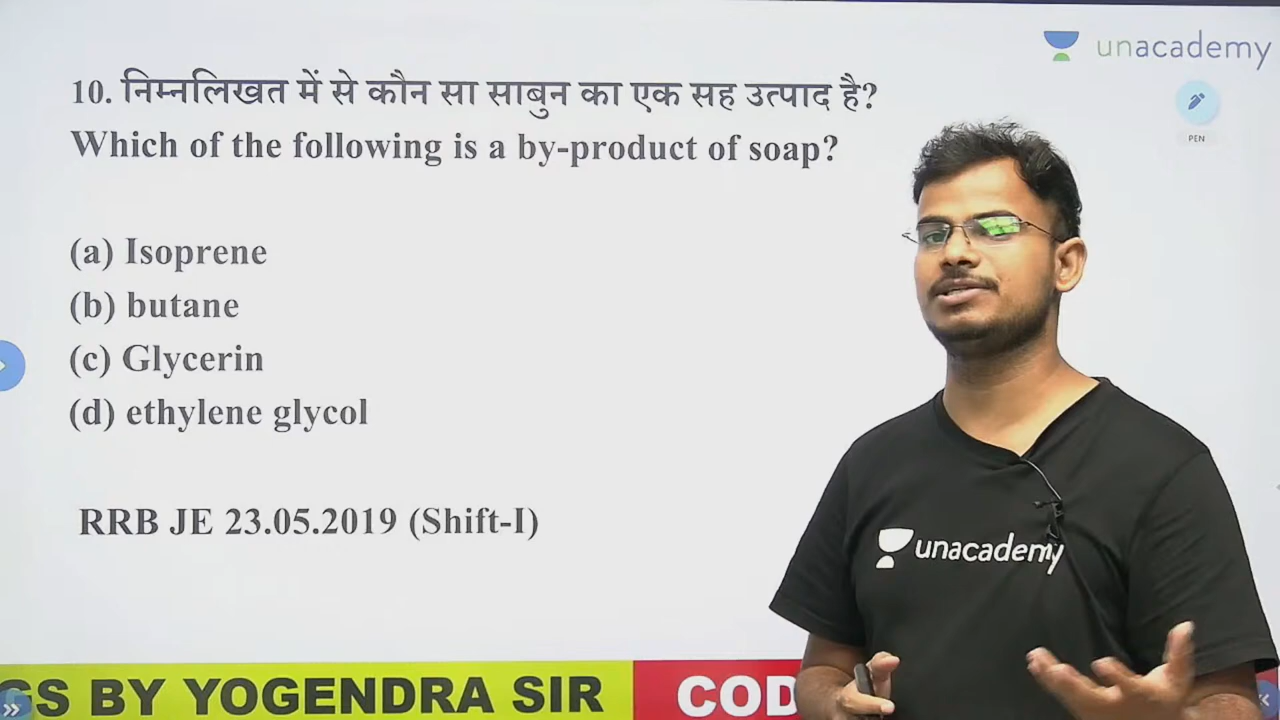 unacademy
10. निम्नलिखत में से कौन सा साबुन का एक सह उत्पाद है?
PEN
Which of the following is a by-product of soap?
(a) Isoprene
(b) butane
(c) Glycerin
(d) ethylene glycol
RRB JE 23.05.2019 (Shift-I)
unacademy
GS BY YOGENDRA SIR COD